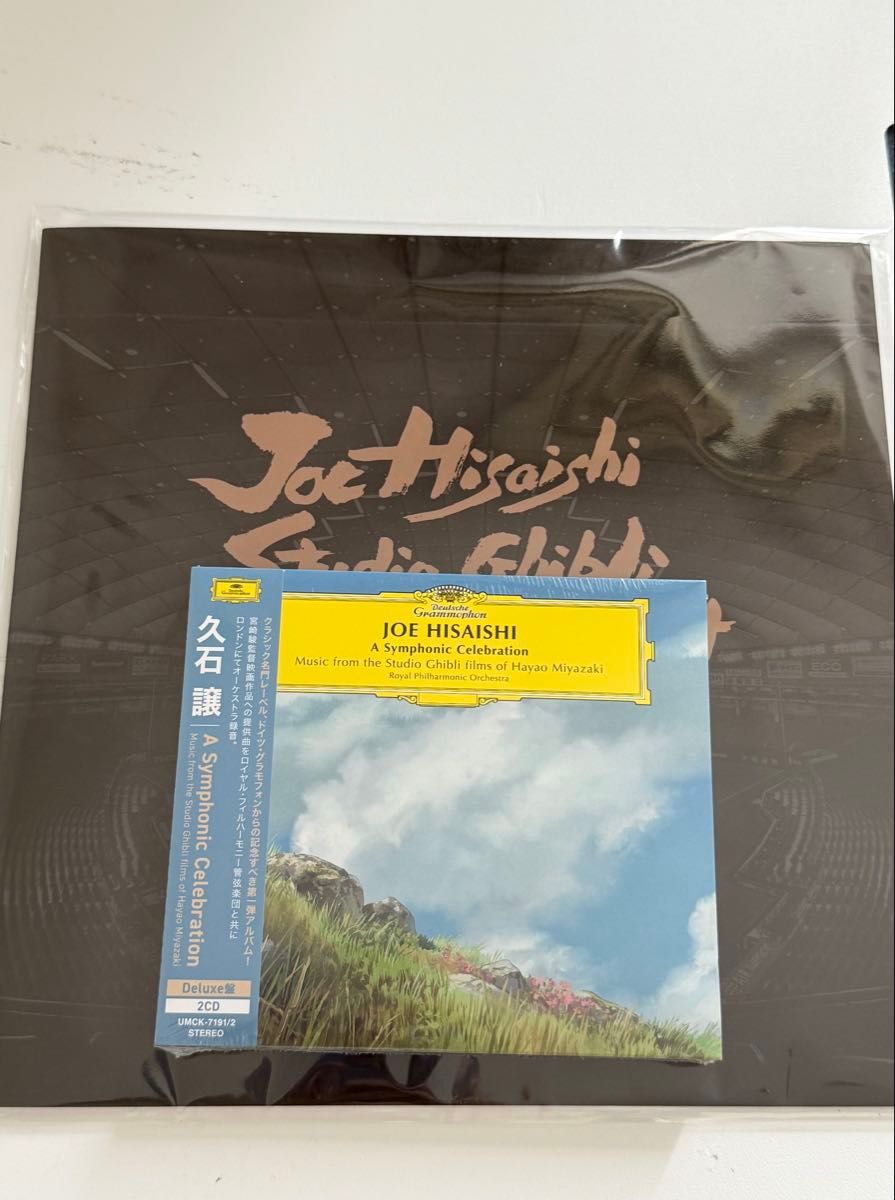 Joe Hisaishi
Studio Ghibli
Deutsche
Grammophon
久石 譲
A Symphonic Celebration
Music from the Studio Ghibli films of Hayao Miyazaki
クラシック名門レーベル、ドイツ・グラモフォンからの記念すべき第一弾アルバム！
宮崎駿監督映画作品への提供曲をロイヤル・フィルハーモニー管弦楽団と共に
ロンドンにてオーケストラ録音。
Deluxe盤
2CD
UMCK-7191/2
STEREO
Deutsche
Grammophon
JOE HISAISHI
A Symphonic Celebration
Music from the Studio Ghibli films of Hayao Miyazaki
Royal Philharmonic Orchestra